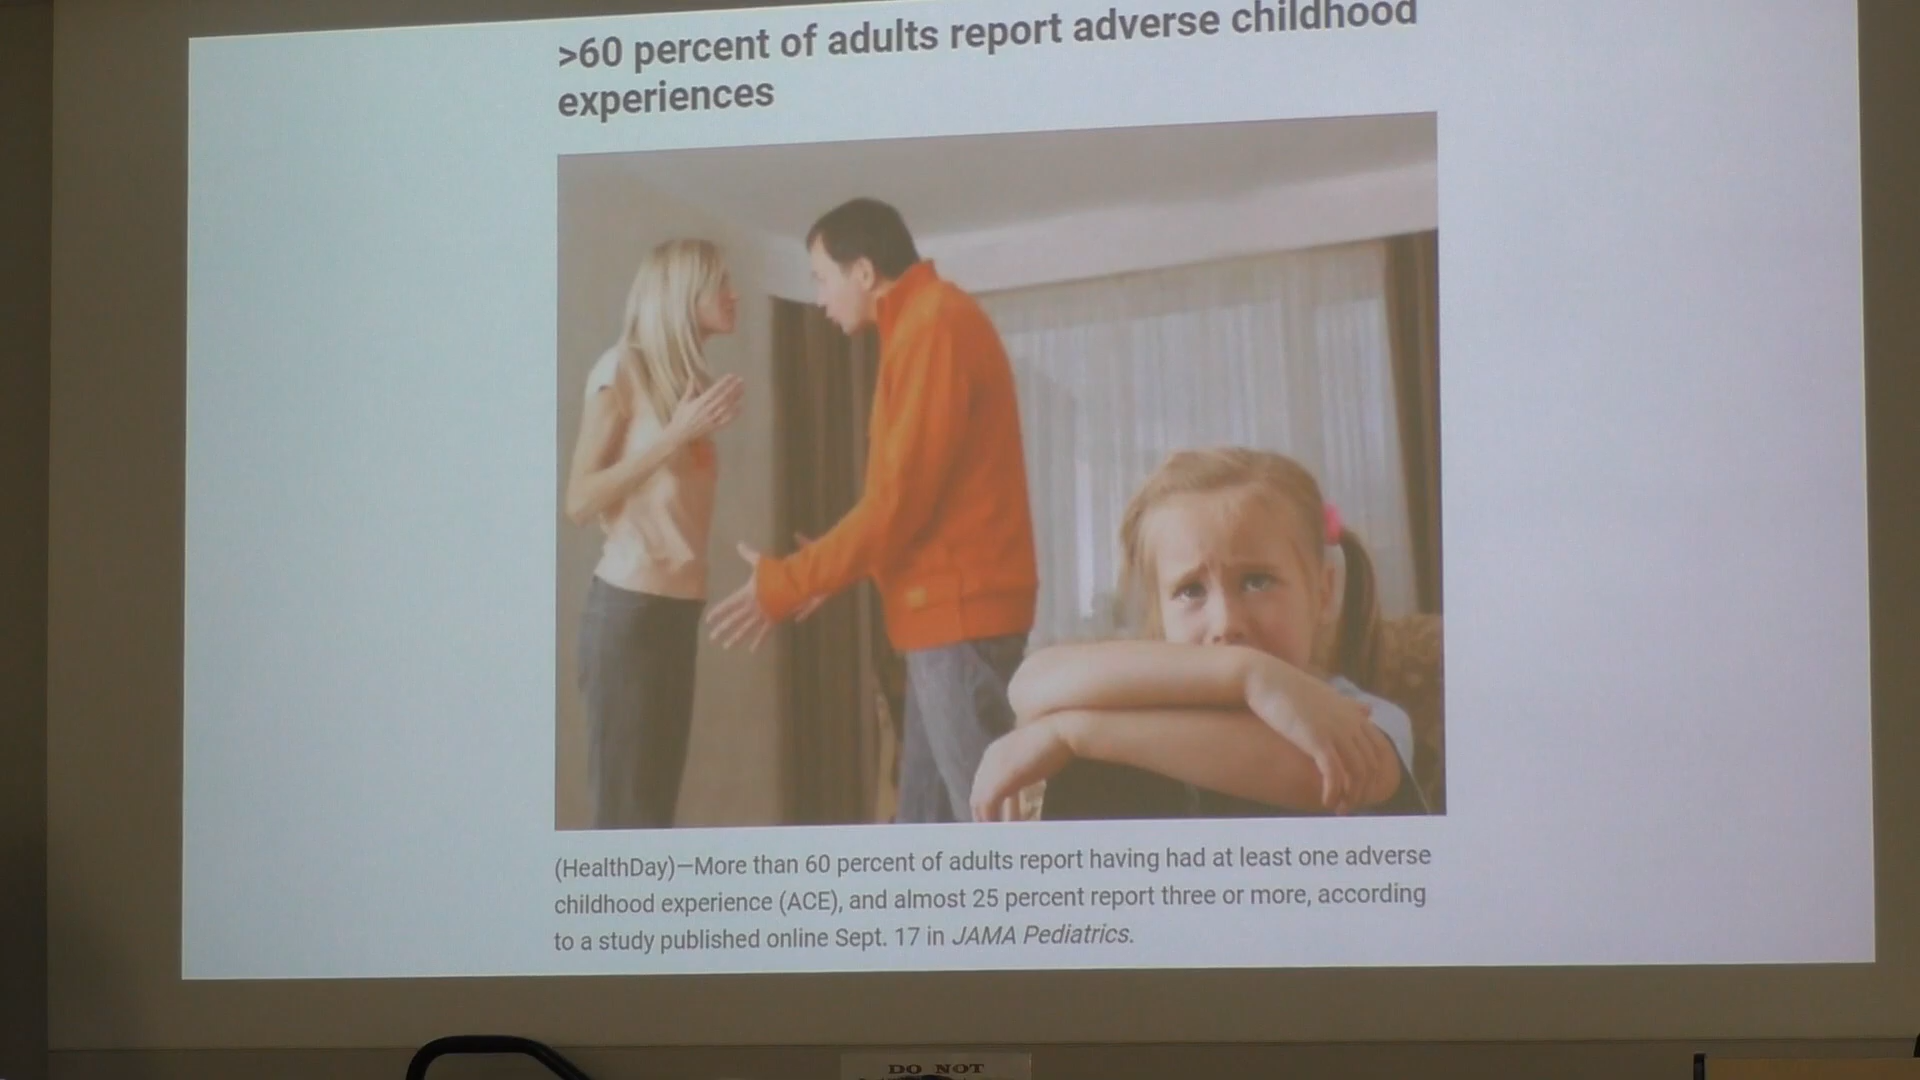 >60 percent of adults report adverse childhood
experiences
(HealthDay)—More than 60 percent of adults report having had at least one adverse
childhood experience (ACE), and almost 25 percent report three or more, according
to a study published online Sept. 17 in JAMA Pediatrics.
DO NOT